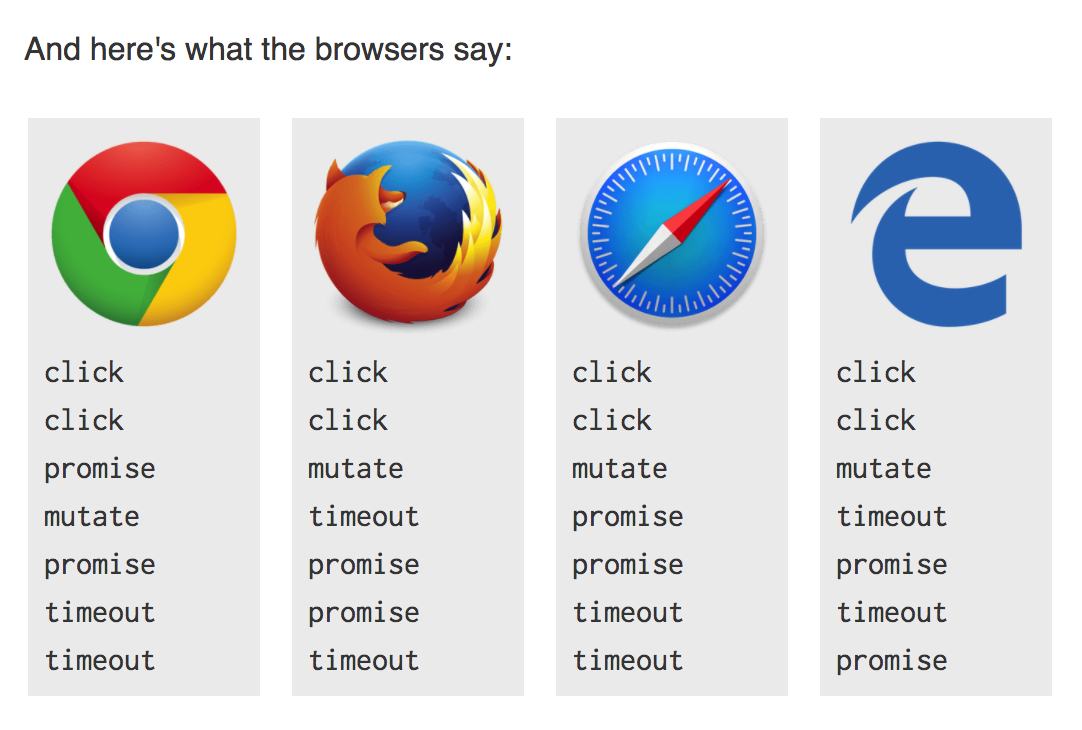 And here's what the browsers say:
click click click click
click click click click
promise mutate mutate mutate
mutate timeout promise timeout
promise promise promise promise
timeout promise timeout timeout
timeout timeout timeout promise